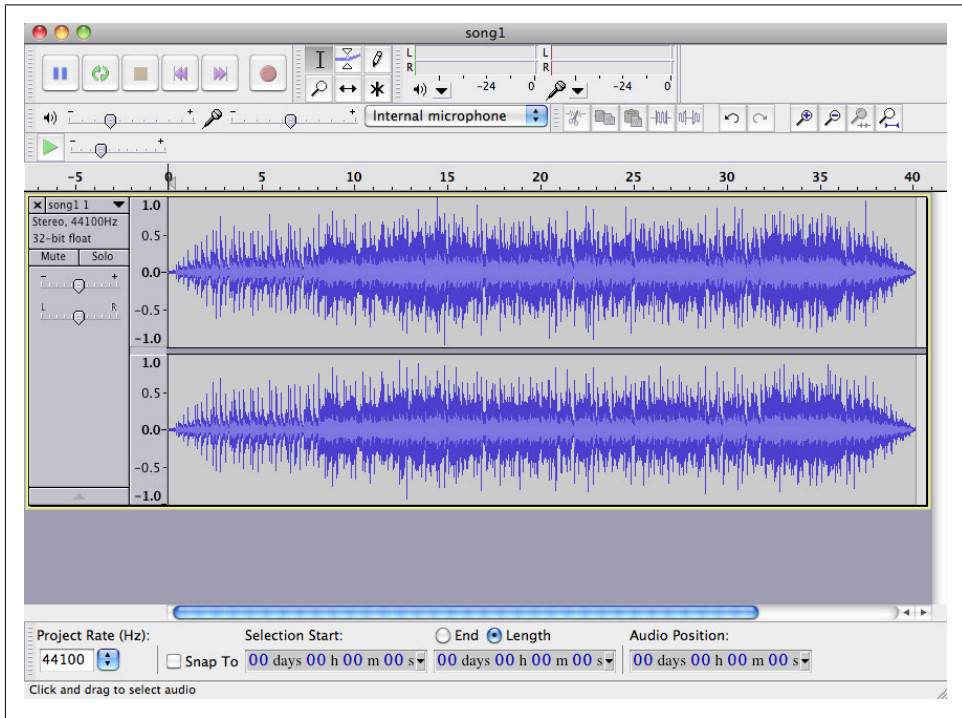 song1
L
R
-24 0
L
R
-24 0
- +
- +
Internal microphone
- +
-5 0 5 10 15 20 25 30 35 40
song1 1
Stereo, 44100Hz
32-bit float
Mute Solo
- +
L R
1.0
0.5-
0.0-
-0.5-
-1.0
1.0
0.5-
0.0-
-0.5-
-1.0
Project Rate (Hz): Selection Start: End Length Audio Position:
44100 Snap To 00 days 00 h 00 m 00 s 00 days 00 h 00 m 00 s 00 days 00 h 00 m 00 s
Click and drag to select audio